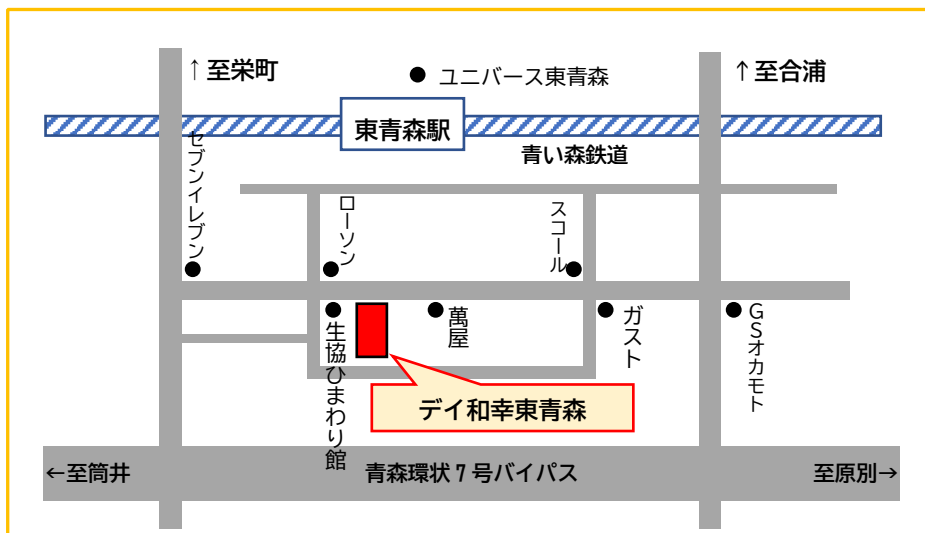 ↑至栄町
ユニバース東青森
↑至合浦
東青森駅
青い森鉄道
セブンイレブン
ローソン
スコール
生協ひまわり館
萬屋
ガスト
GSオカモト
デイ和幸東青森
←至筒井
青森環状7号バイパス
至原別→